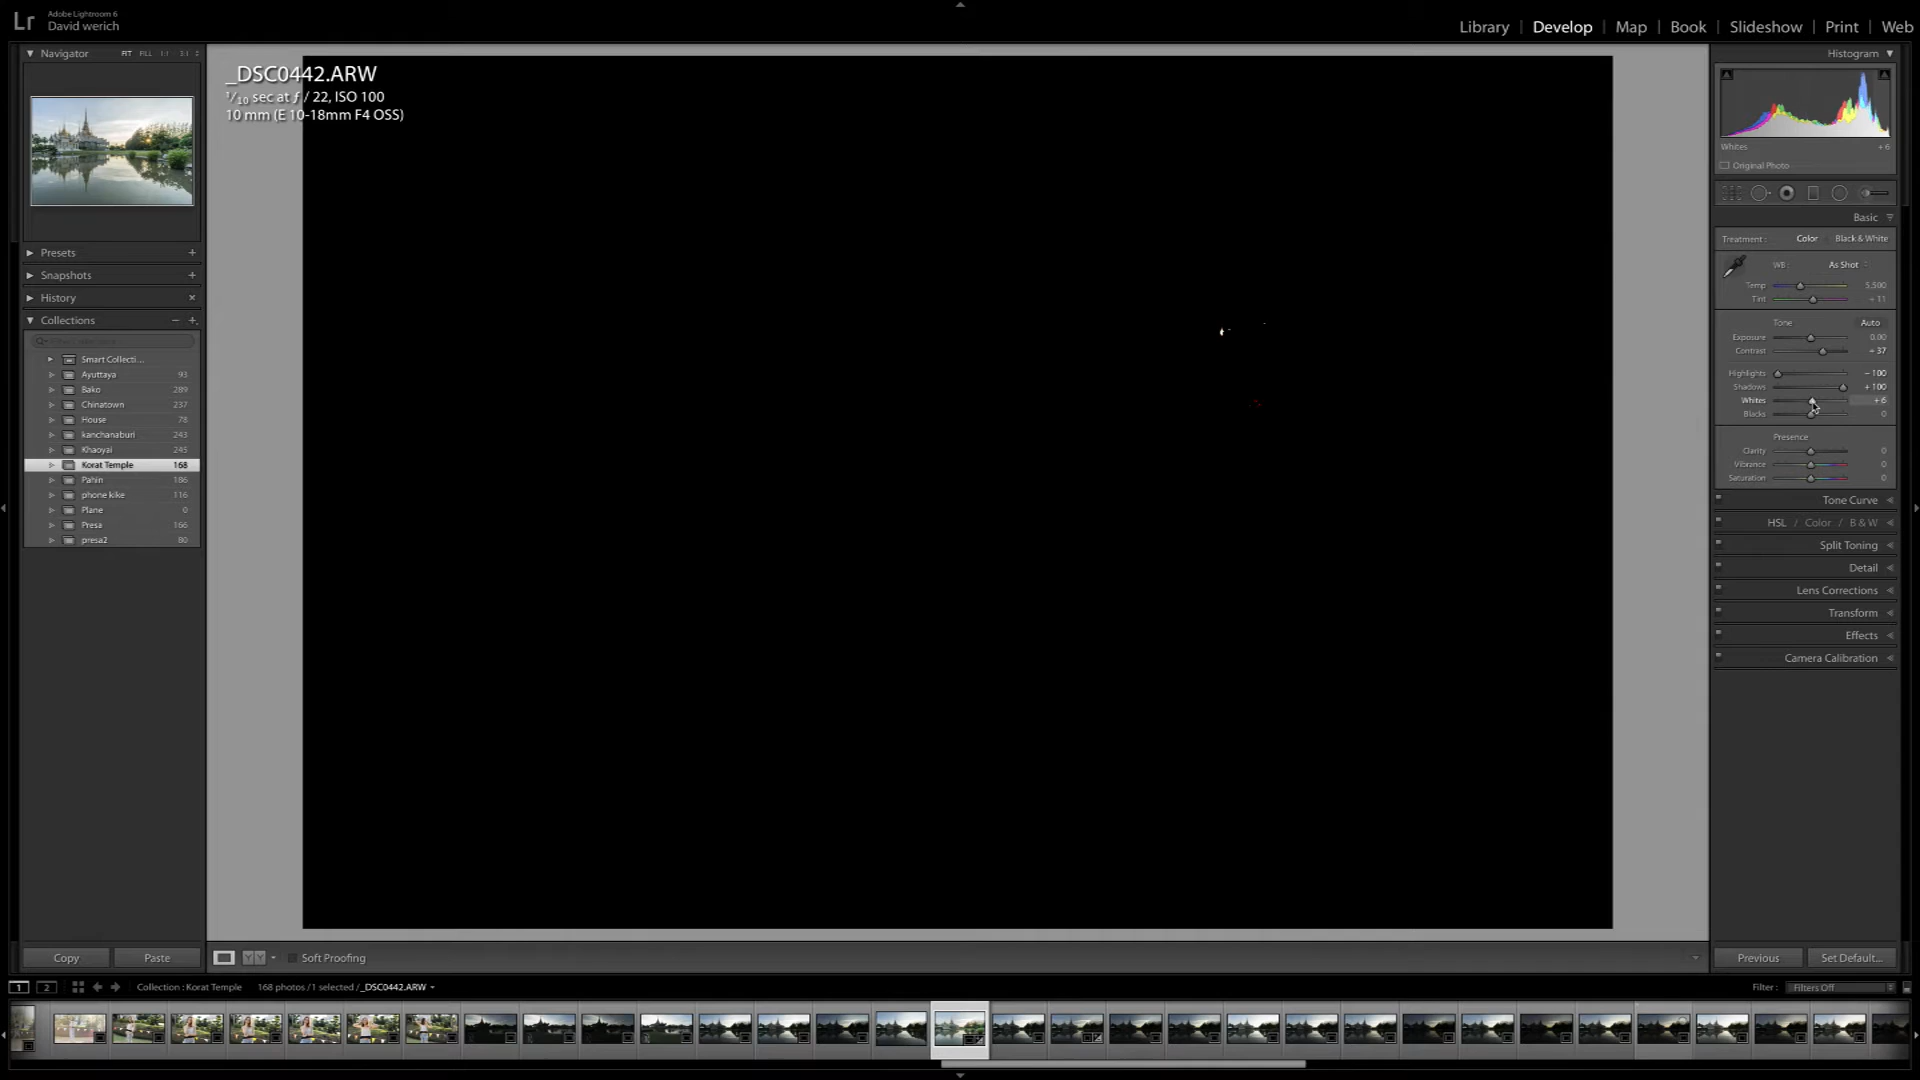 Lr
Adobe Lightroom 6
David werich
Library | Develop | Map | Book | Slideshow | Print | Web
Navigator FIT FILL 1:1 3:1
_DSC0442.ARW
1/10 sec at ƒ / 22, ISO 100
10 mm (E 10-18mm F4 OSS)
Presets +
Snapshots +
History ×
Collections − +
Smart Collecti...
Ayuttaya 93
Bako 289
Chinatown 237
House 78
kanchanaburi 243
Khaoyai 245
Korat Temple 168
Pahin 186
phone kike 116
Plane 0
Presa 166
presa2 80
Copy Paste
Histogram
Whites + 6
Original Photo
Basic
Treatment : Color Black & White
WB : As Shot
Temp 5,500
Tint + 11
Tone Auto
Exposure 0.00
Contrast + 37
Highlights − 100
Shadows + 100
Whites + 6
Blacks 0
Presence
Clarity 0
Vibrance 0
Saturation 0
Tone Curve
HSL / Color / B & W
Split Toning
Detail
Lens Corrections
Transform
Effects
Camera Calibration
Previous Set Default...
Soft Proofing
1 2 Collection : Korat Temple 168 photos / 1 selected / _DSC0442.ARW
Filter : Filters Off